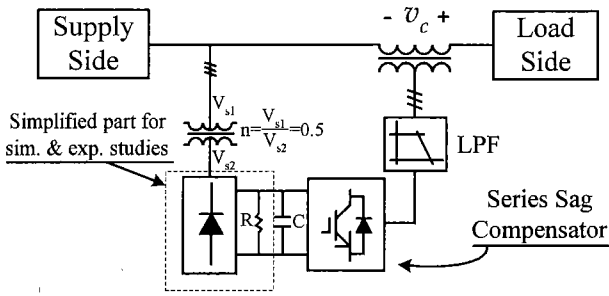 Supply
Side
- v_c +
Load
Side
V_s1
n=V_s1/V_s2=0.5
V_s2
Simplified part for
sim. & exp. studies
LPF
R
C
Series Sag
Compensator